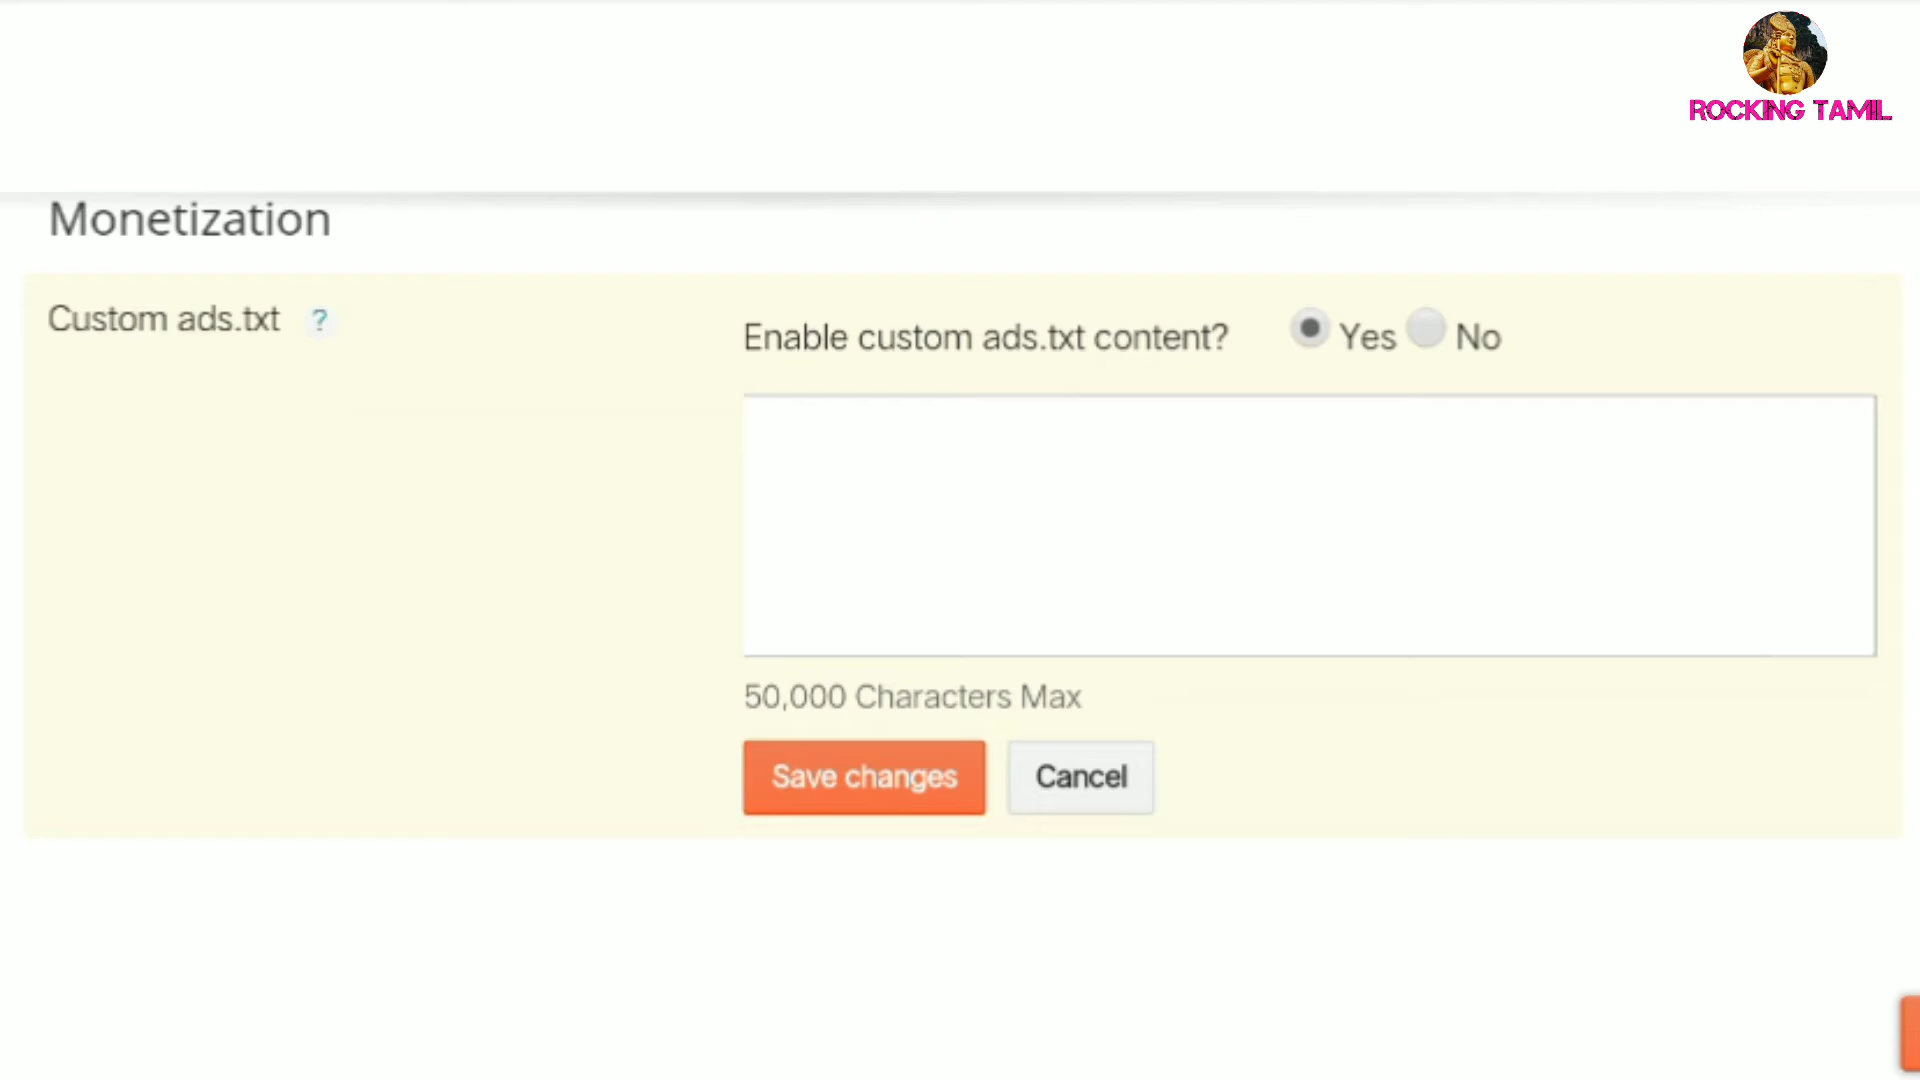 ROCKING TAMIL
Monetization
Custom ads.txt ?
Enable custom ads.txt content? Yes No
50,000 Characters Max
Save changes Cancel